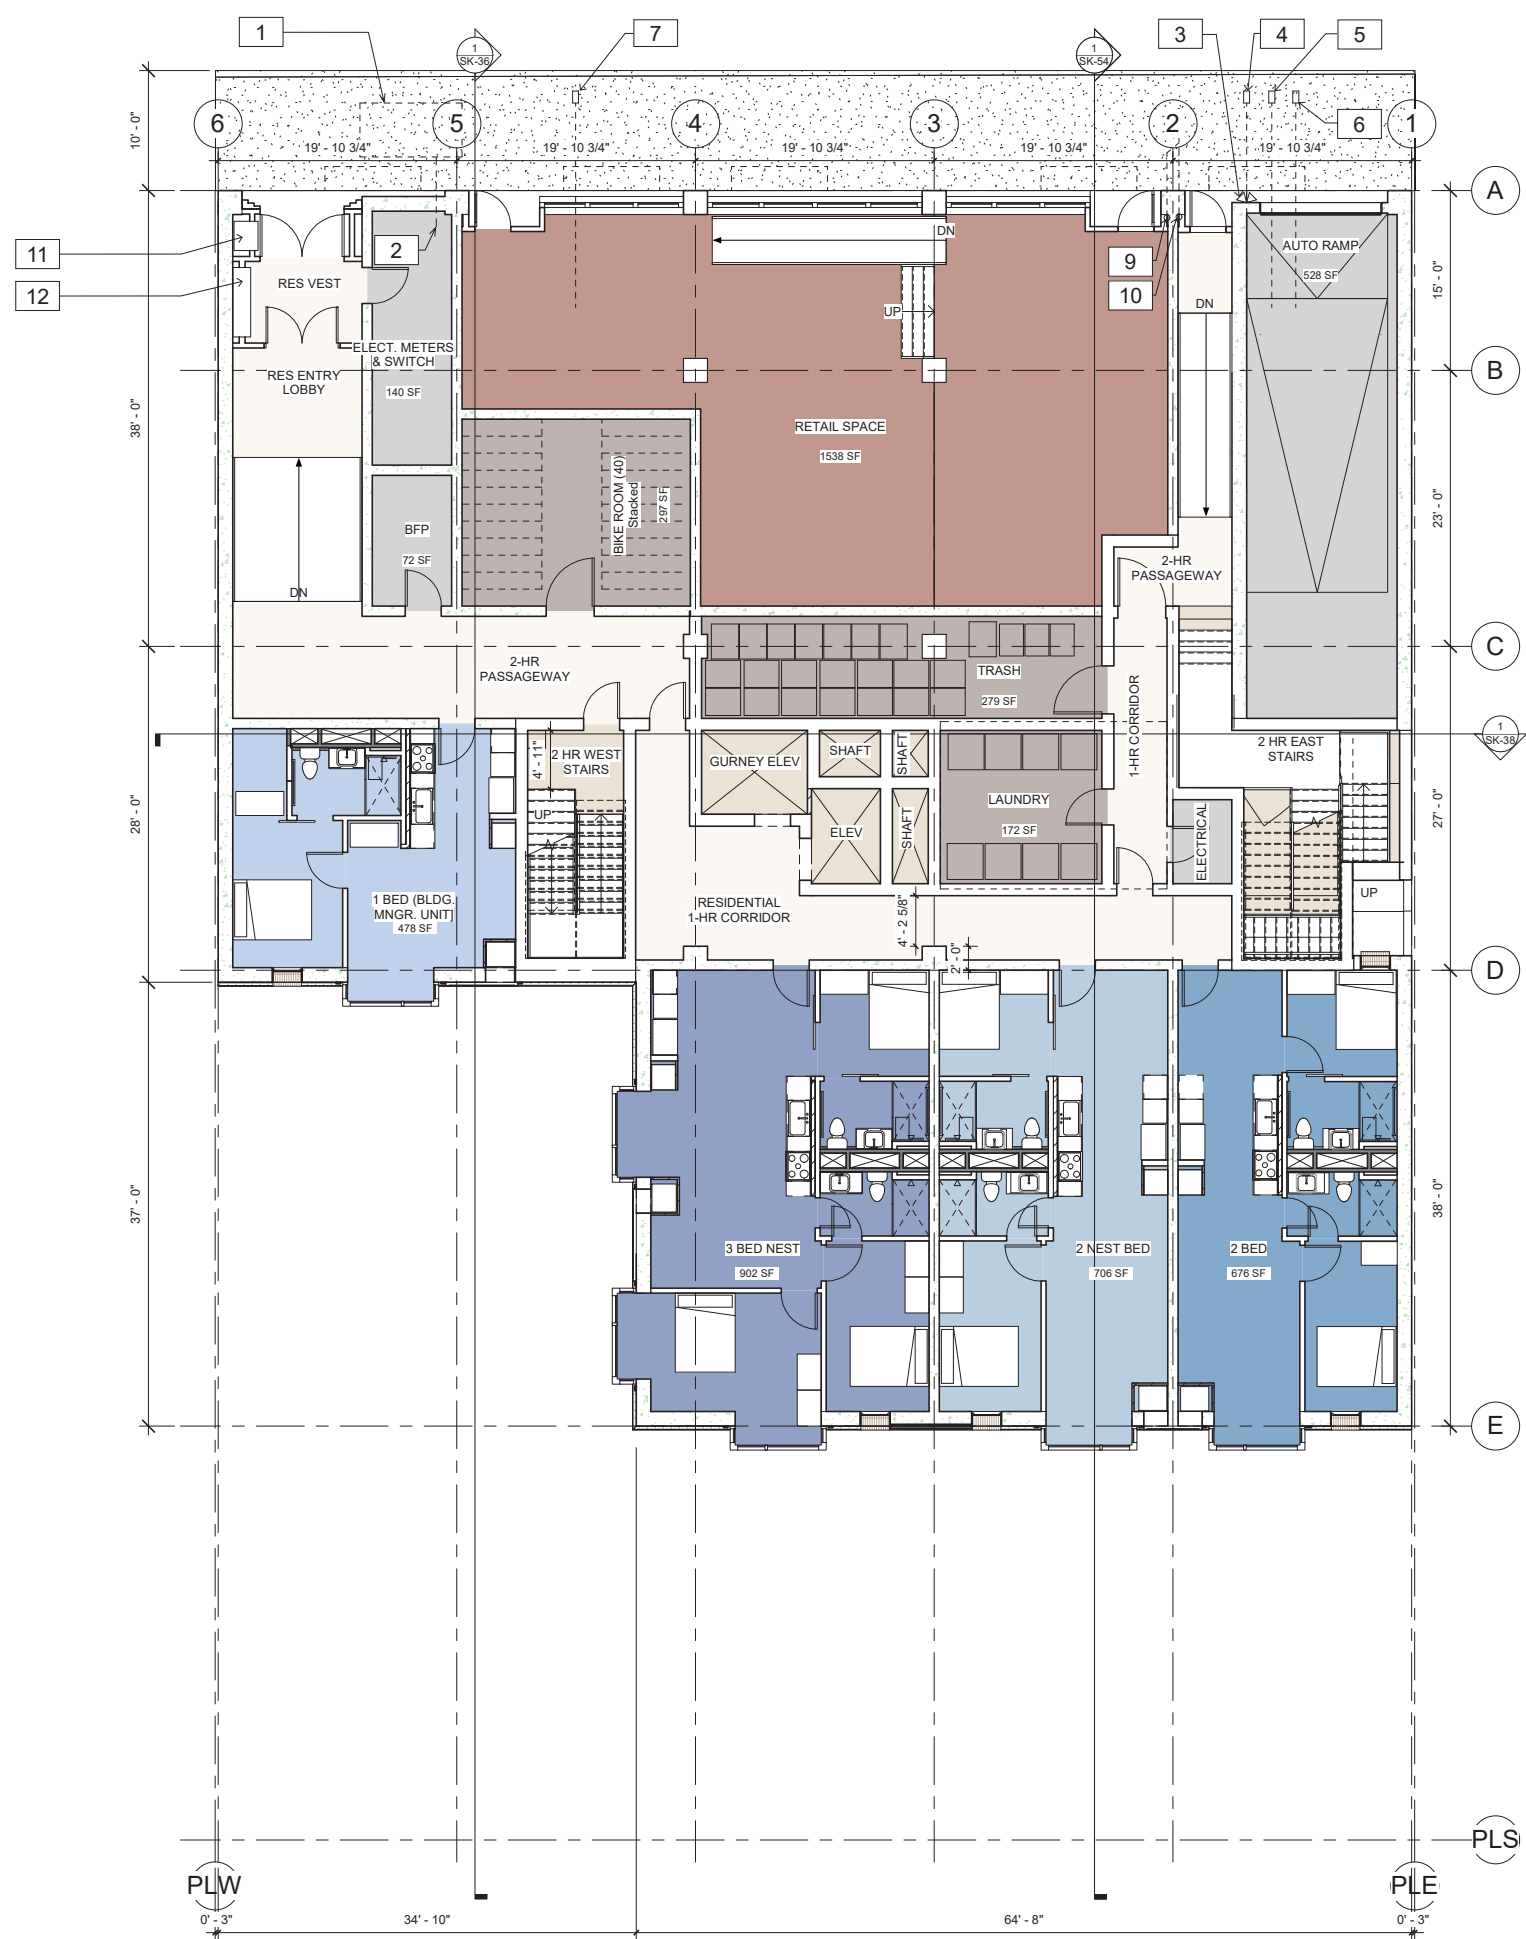 1
7
3
4
5
1
SK-36
1
SK-54
6
5
4
3
2
6
1
10' - 0"
19' - 10 3/4"
19' - 10 3/4"
19' - 10 3/4"
19' - 10 3/4"
19' - 10 3/4"
A
11
12
2
9
10
DN
RES VEST
AUTO RAMP
528 SF
15' - 0"
UP
DN
ELECT. METERS
& SWITCH
140 SF
RES ENTRY
LOBBY
B
38' - 0"
RETAIL SPACE
1538 SF
BIKE ROOM (40)
Stacked
297 SF
23' - 0"
BFP
72 SF
DN
2-HR
PASSAGEWAY
C
2-HR
PASSAGEWAY
TRASH
279 SF
1-HR CORRIDOR
1
SK-38
4' - 11"
2 HR WEST
STAIRS
GURNEY ELEV
SHAFT
SHAFT
2 HR EAST
STAIRS
28' - 0"
UP
ELEV
SHAFT
LAUNDRY
172 SF
ELECTRICAL
27' - 0"
1 BED (BLDG.
MNGR. UNIT]
478 SF
RESIDENTIAL
1-HR CORRIDOR
4' - 2 5/8"
2' - 0"
UP
D
37' - 0"
38' - 0"
3 BED NEST
902 SF
2 NEST BED
706 SF
2 BED
676 SF
E
PLS
PLW
PLE
0' - 3"
34' - 10"
64' - 8"
0' - 3"